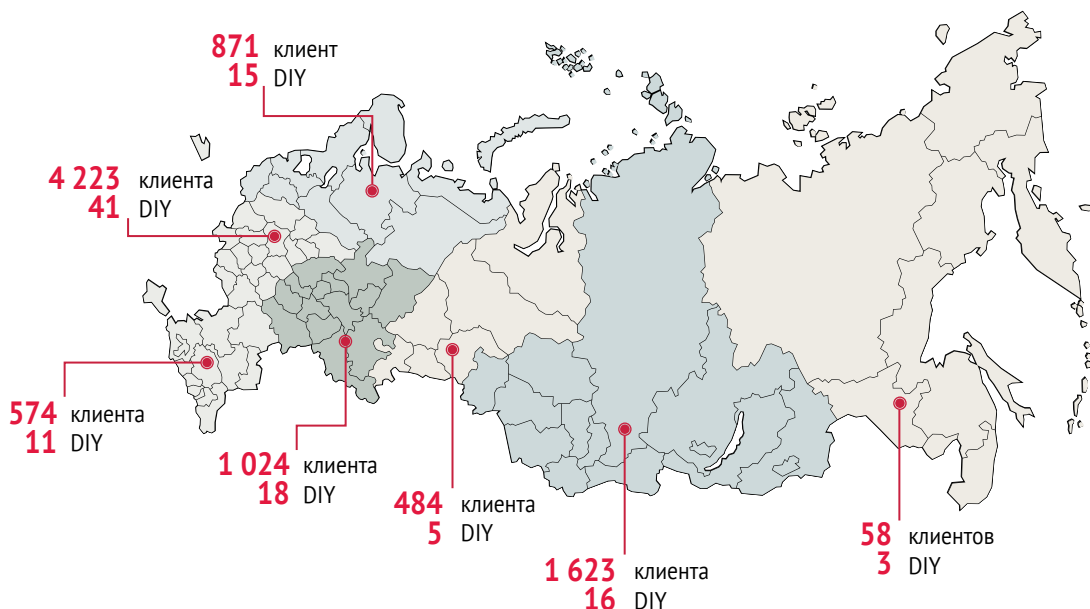 871 клиент
15 DIY
4 223 клиента
41 DIY
574 клиента
11 DIY
1 024 клиента
18 DIY
484 клиента
5 DIY
1 623 клиента
16 DIY
58 клиентов
3 DIY